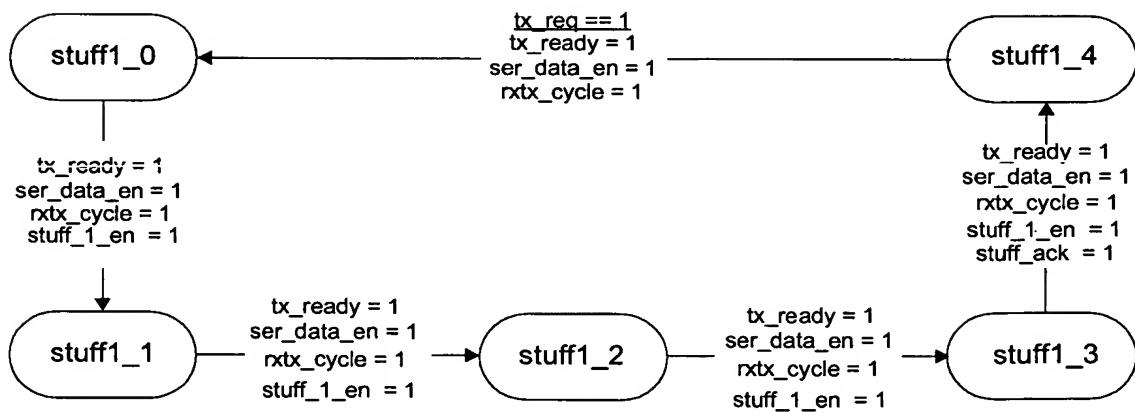 tx_req == 1
tx_ready = 1
ser_data_en = 1
rxtx_cycle = 1
stuff1_0
stuff1_4
tx_ready = 1
ser_data_en = 1
rxtx_cycle = 1
stuff_1_en = 1
tx_ready = 1
ser_data_en = 1
rxtx_cycle = 1
stuff_1_en = 1
stuff_ack = 1
stuff1_1
tx_ready = 1
ser_data_en = 1
rxtx_cycle = 1
stuff_1_en = 1
stuff1_2
tx_ready = 1
ser_data_en = 1
rxtx_cycle = 1
stuff_1_en = 1
stuff1_3